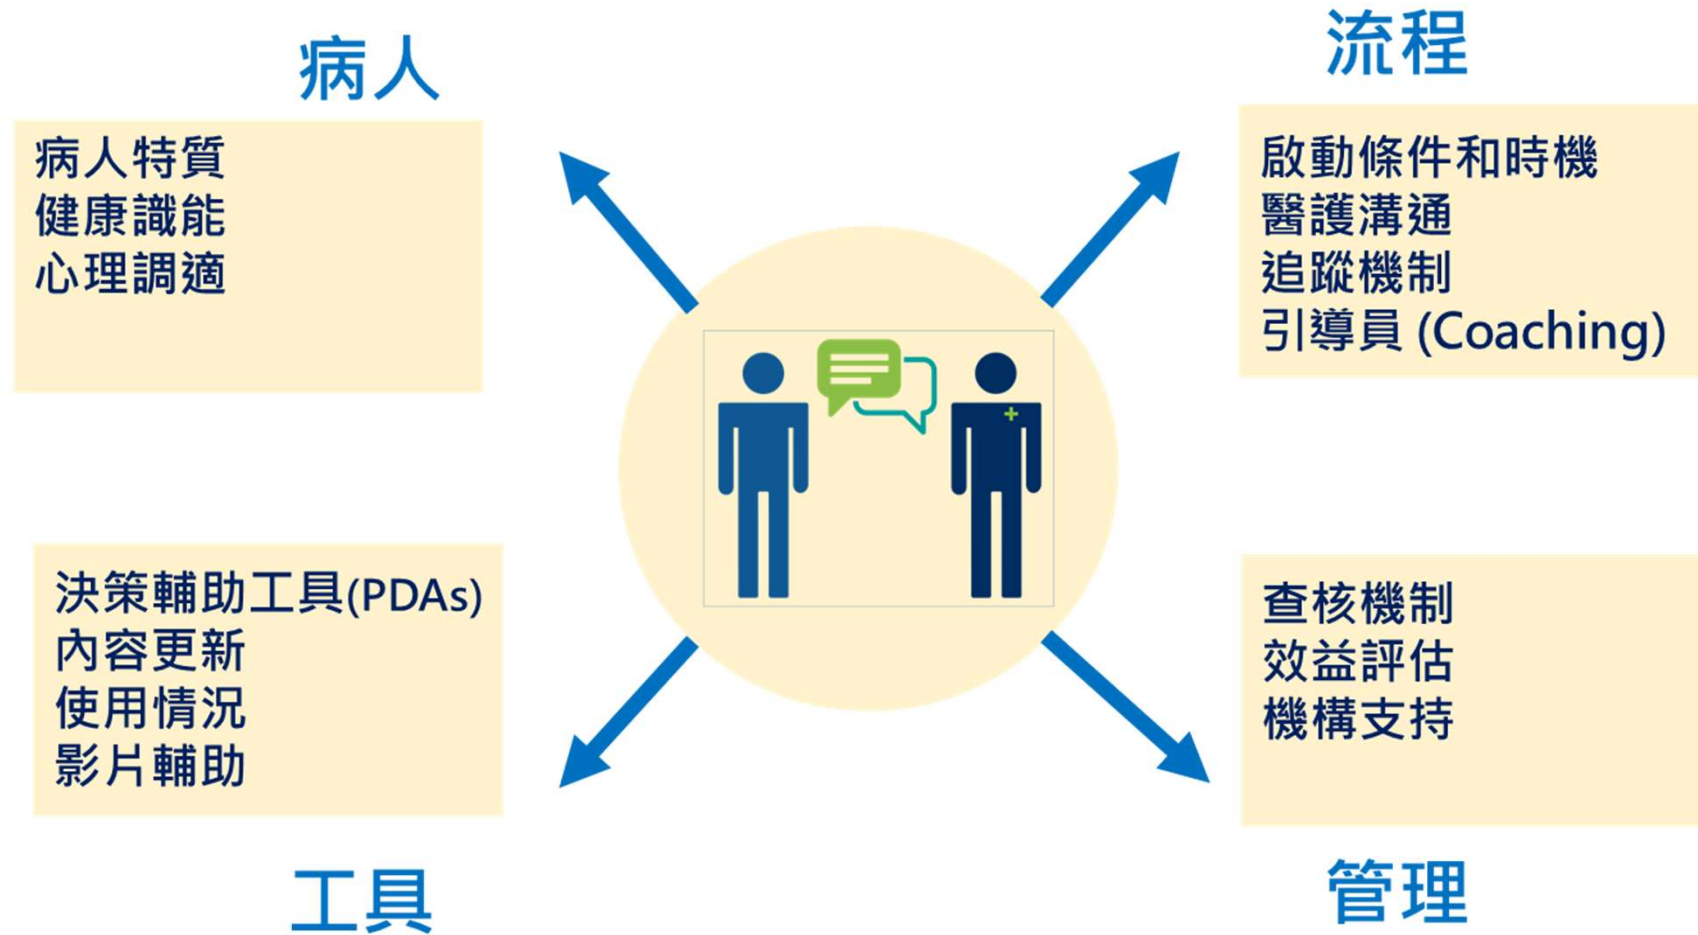 病人
病人特質
健康識能
心理調適
流程
啟動條件和時機
醫護溝通
追蹤機制
引導員 (Coaching)
決策輔助工具(PDAs)
內容更新
使用情況
影片輔助
工具
查核機制
效益評估
機構支持
管理